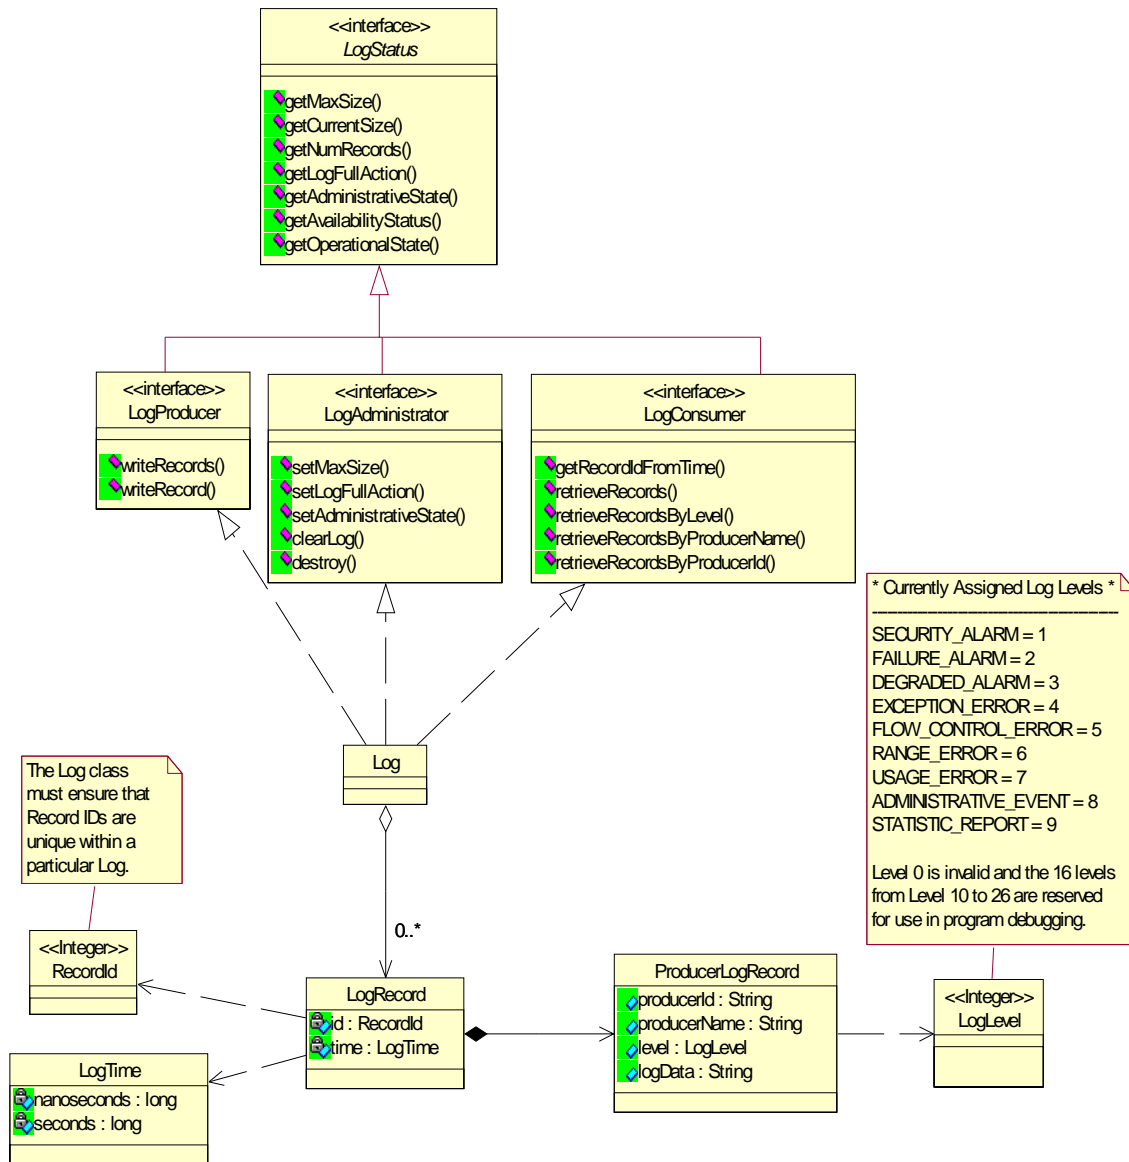 <<interface>>
LogStatus
getMaxSize()
getCurrentSize()
getNumRecords()
getLogFullAction()
getAdministrativeState()
getAvailabilityStatus()
getOperationalState()
<<interface>>
LogProducer
writeRecords()
writeRecord()
<<interface>>
LogAdministrator
setMaxSize()
setLogFullAction()
setAdministrativeState()
clearLog()
destroy()
<<interface>>
LogConsumer
getRecordIdFromTime()
retrieveRecords()
retrieveRecordsByLevel()
retrieveRecordsByProducerName()
retrieveRecordsByProducerId()
* Currently Assigned Log Levels *
----------------------------------------------------
SECURITY_ALARM = 1
FAILURE_ALARM = 2
DEGRADED_ALARM = 3
EXCEPTION_ERROR = 4
FLOW_CONTROL_ERROR = 5
RANGE_ERROR = 6
USAGE_ERROR = 7
ADMINISTRATIVE_EVENT = 8
STATISTIC_REPORT = 9
Level 0 is invalid and the 16 levels
from Level 10 to 26 are reserved
for use in program debugging.
Log
The Log class
must ensure that
Record IDs are
unique within a
particular Log.
0..*
<<Integer>>
RecordId
LogRecord
id : RecordId
time : LogTime
ProducerLogRecord
producerId : String
producerName : String
level : LogLevel
logData : String
<<Integer>>
LogLevel
LogTime
nanoseconds : long
seconds : long